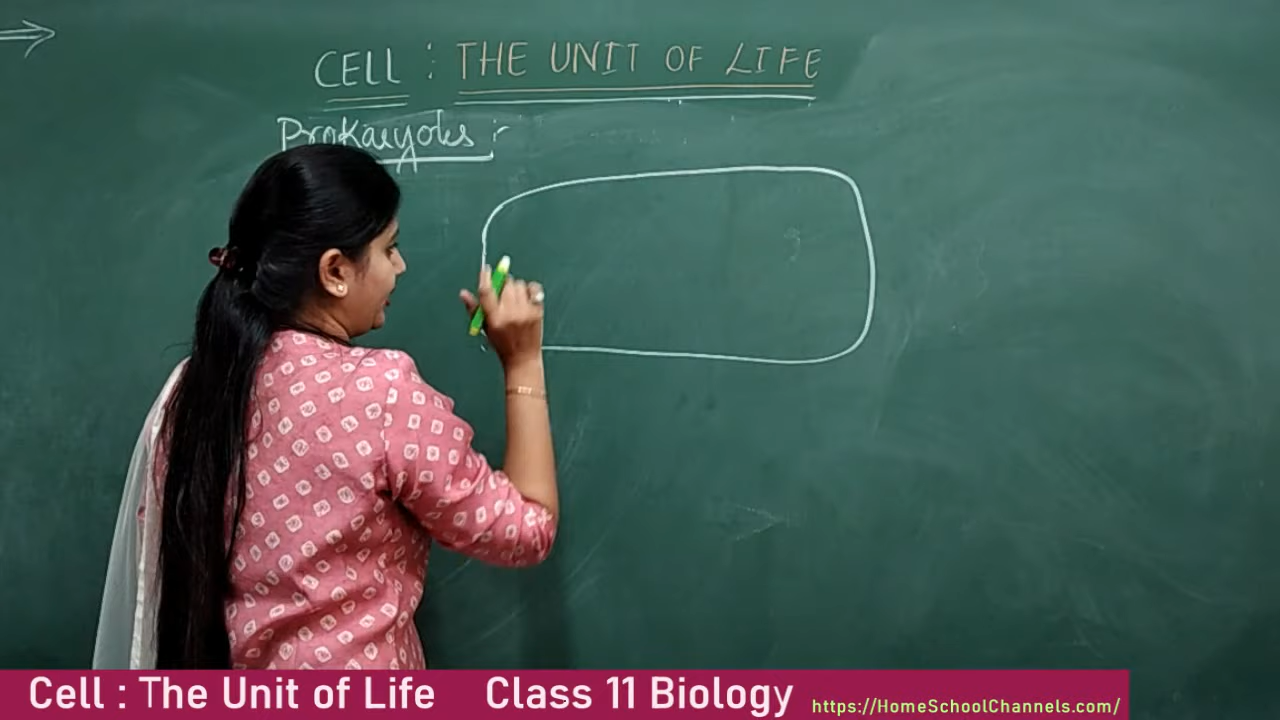 CELL : THE UNIT OF LIFE
Prokaryotes :-
Cell : The Unit of Life Class 11 Biology https://HomeSchoolChannels.com/